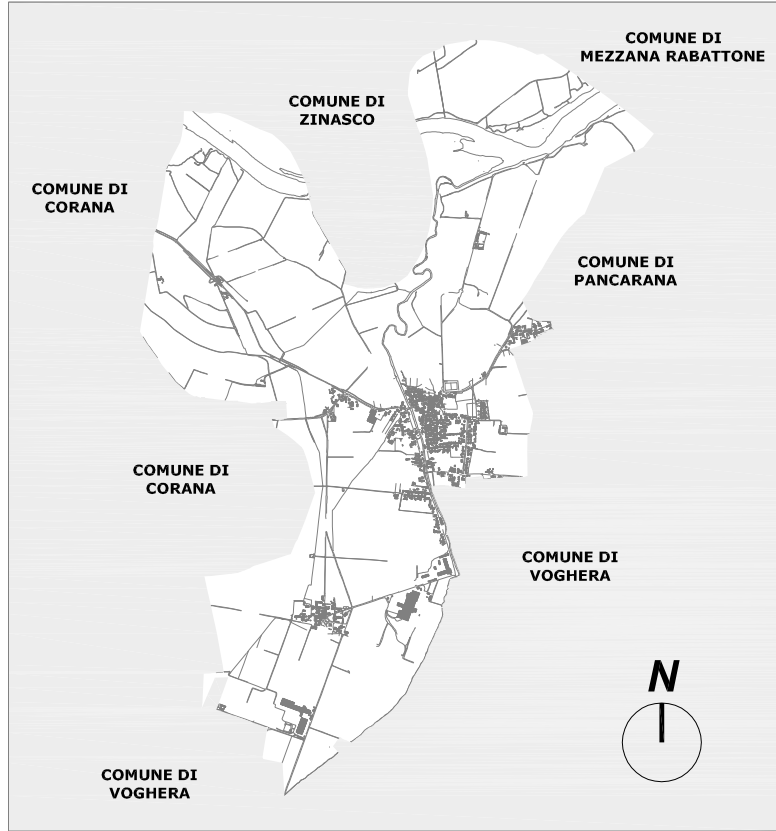 COMUNE DI
MEZZANA RABATTONE
COMUNE DI
ZINASCO
COMUNE DI
CORANA
COMUNE DI
PANCARANA
COMUNE DI
CORANA
COMUNE DI
VOGHERA
N
COMUNE DI
VOGHERA